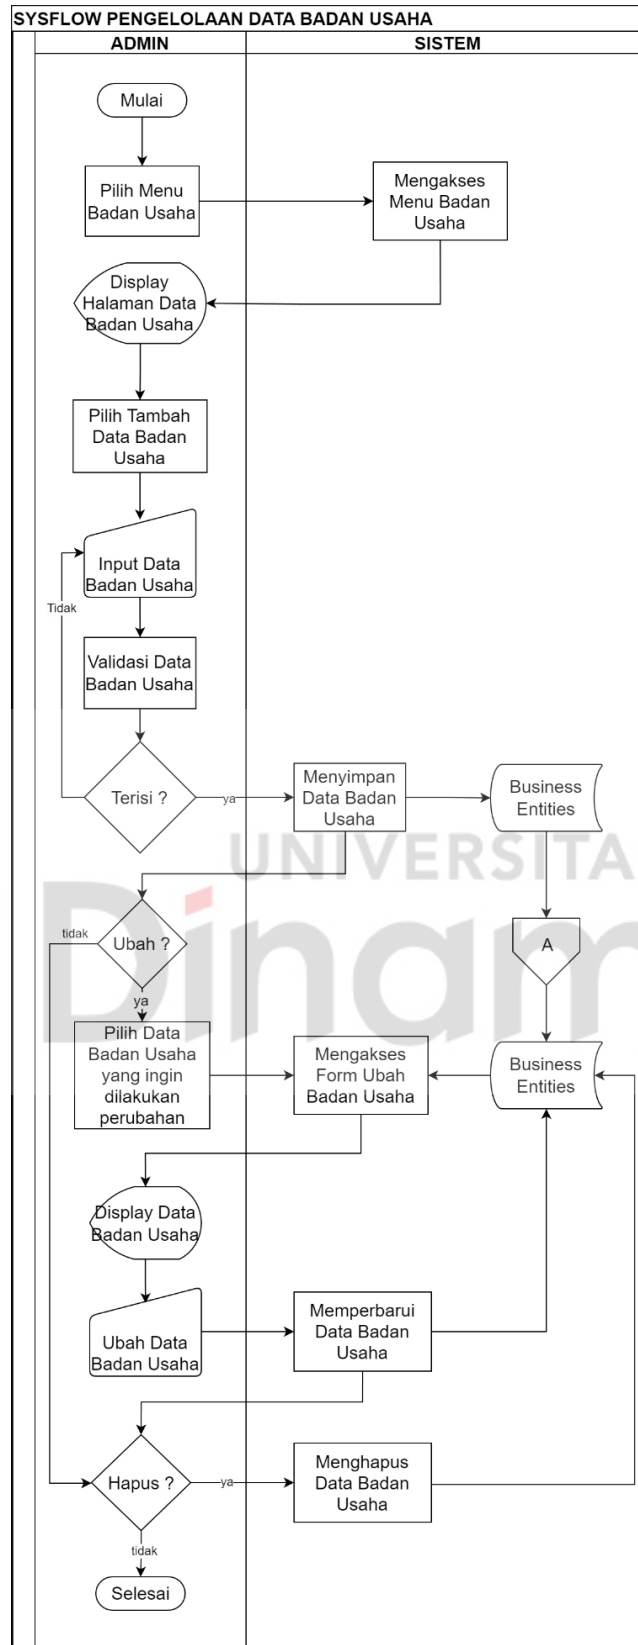 SYSFLOW PENGELOLAAN DATA BADAN USAHA
ADMIN
SISTEM
Mulai
Pilih Menu
Badan Usaha
Mengakses
Menu Badan
Usaha
Display
Halaman Data
Badan Usaha
Pilih Tambah
Data Badan
Usaha
Input Data
Badan Usaha
Tidak
Validasi Data
Badan Usaha
Terisi ?
ya
Menyimpan
Data Badan
Usaha
Business
Entities
UNIVERSITA
Dinam
Ubah ?
tidak
ya
A
Pilih Data
Badan Usaha
yang ingin
dilakukan
perubahan
Mengakses
Form Ubah
Badan Usaha
Business
Entities
Display Data
Badan Usaha
Ubah Data
Badan Usaha
Memperbarui
Data Badan
Usaha
Hapus ?
ya
Menghapus
Data Badan
Usaha
tidak
Selesai